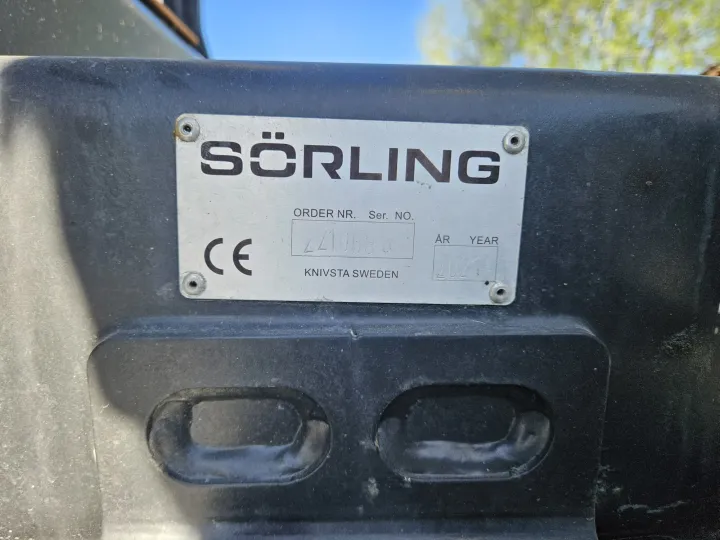 SÖRLING
ORDER NR. Ser. NO.
ÅR YEAR
CE
KNIVSTA SWEDEN